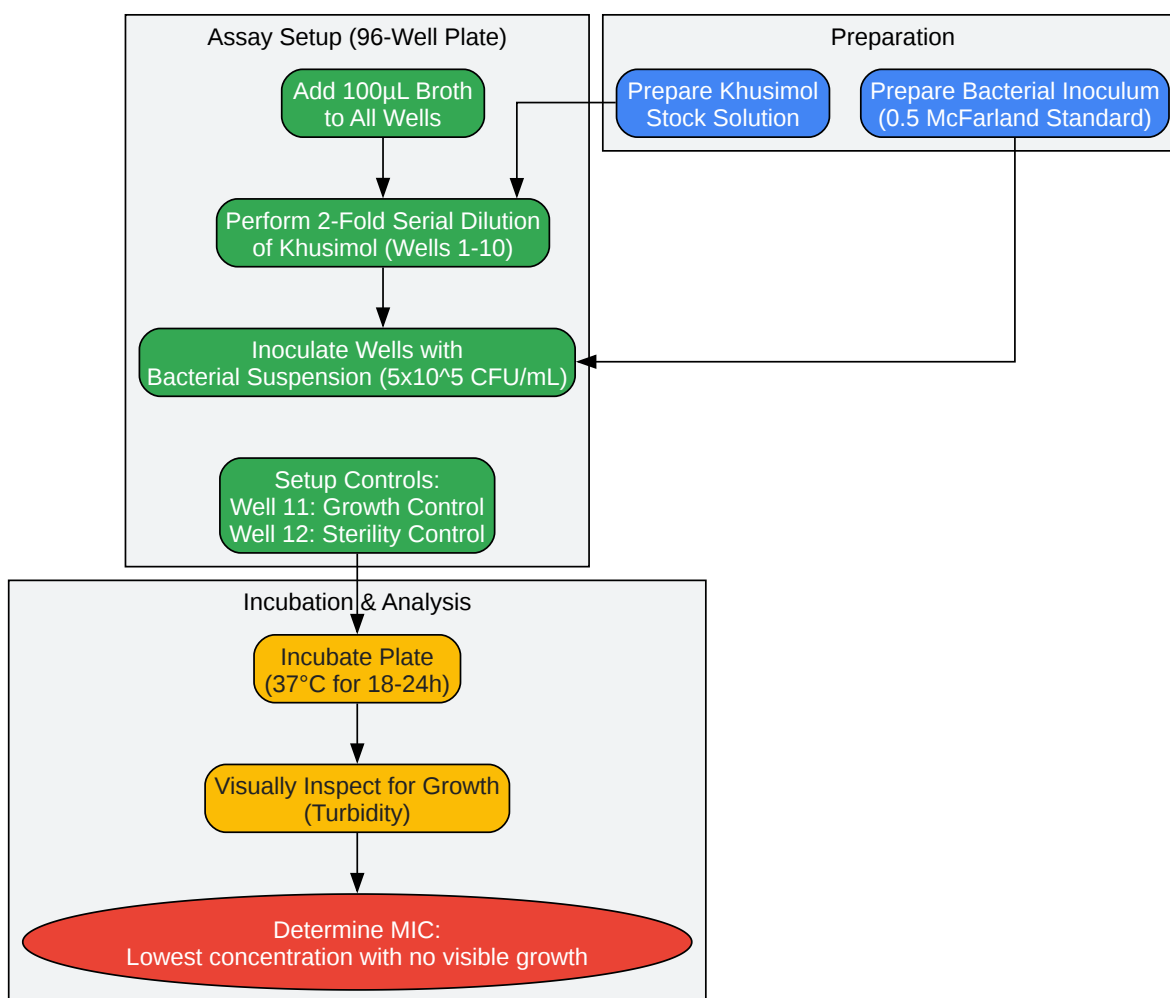 Assay Setup (96-Well Plate)
Add 100µL Broth
to All Wells
Perform 2-Fold Serial Dilution
of Khusimol (Wells 1-10)
Inoculate Wells with
Bacterial Suspension (5x10^5 CFU/mL)
Setup Controls:
Well 11: Growth Control
Well 12: Sterility Control
Preparation
Prepare Khusimol
Stock Solution
Prepare Bacterial Inoculum
(0.5 McFarland Standard)
Incubation & Analysis
Incubate Plate
(37°C for 18-24h)
Visually Inspect for Growth
(Turbidity)
Determine MIC:
Lowest concentration with no visible growth